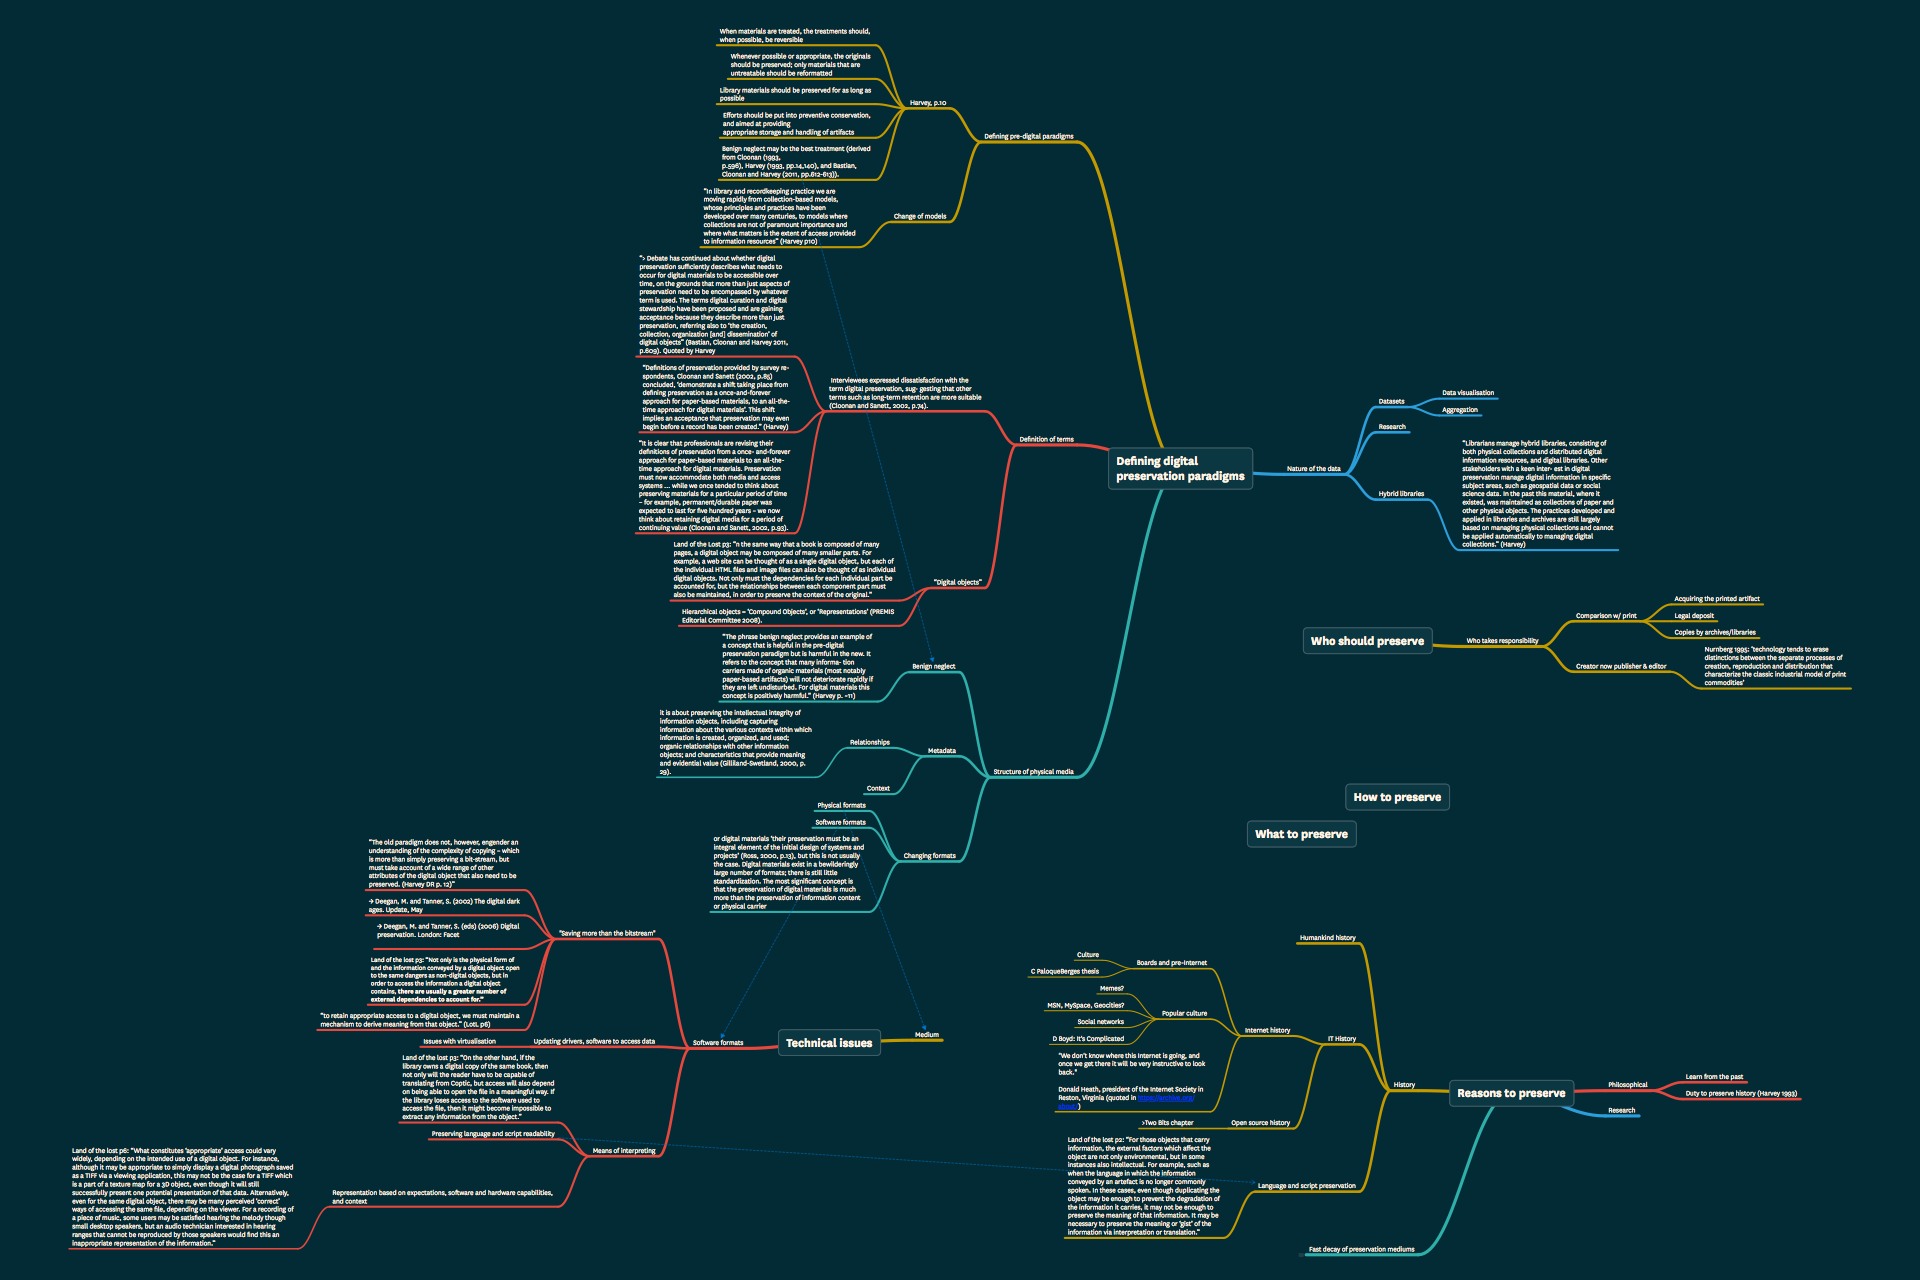 When materials are treated, the treatments should,
when possible, be reversible
Whenever possible or appropriate, the originals
should be preserved; only materials that are
untreatable should be reformatted
Library materials should be preserved for as long as
possible
Efforts should be put into preventive conservation,
and aimed at providing
appropriate storage and handling of artifacts
Benign neglect may be the best treatment (derived
from Cloonan (1993,
p.596), Harvey (1993, pp.14,140), and Bastian,
Cloonan and Harvey (2011, pp.612-613)).
Harvey, p.10
"In library and recordkeeping practice we are
moving rapidly from collection-based models,
whose principles and practices have been
developed over many centuries, to models where
collections are not of paramount importance and
where what matters is the extent of access provided
to information resources" (Harvey p10)
Change of models
Defining pre-digital paradigms
"> Debate has continued about whether digital
preservation sufficiently describes what needs to
occur for digital materials to be accessible over
time, on the grounds that more than just aspects of
preservation need to be encompassed by whatever
term is used. The terms digital curation and digital
stewardship have been proposed and are gaining
acceptance because they describe more than just
preservation, referring also to 'the creation,
collection, organization [and] dissemination' of
digital objects" (Bastian, Cloonan and Harvey 2011,
p.609). Quoted by Harvey
"Definitions of preservation provided by survey re-
spondents, Cloonan and Sanett (2002, p.85)
concluded, 'demonstrate a shift taking place from
defining preservation as a once-and-forever
approach for paper-based materials, to an all-the-
time approach for digital materials'. This shift
implies an acceptance that preservation may even
begin before a record has been created." (Harvey)
"It is clear that professionals are revising their
definitions of preservation from a once- and-forever
approach for paper-based materials to an all-the-
time approach for digital materials. Preservation
must now accommodate both media and access
systems ... while we once tended to think about
preserving materials for a particular period of time
– for example, permanent/durable paper was
expected to last for five hundred years – we now
think about retaining digital media for a period of
continuing value (Cloonan and Sanett, 2002, p.93).
Interviewees expressed dissatisfaction with the
term digital preservation, sug- gesting that other
terms such as long-term retention are more suitable
(Cloonan and Sanett, 2002, p.74).
Definition of terms
Land of the Lost p3: "n the same way that a book is composed of many
pages, a digital object may be composed of many smaller parts. For
example, a web site can be thought of as a single digital object, but each of
the individual HTML files and image files can also be thought of as individual
digital objects. Not only must the dependencies for each individual part be
accounted for, but the relationships between each component part must
also be maintained, in order to preserve the context of the original."
Hierarchical objects – 'Compound Objects', or 'Representations' (PREMIS
Editorial Committee 2008).
"Digital objects"
Defining digital
preservation paradigms
Nature of the data
Datasets
Data visualisation
Aggregation
Research
Hybrid libraries
"Librarians manage hybrid libraries, consisting of
both physical collections and distributed digital
information resources, and digital libraries. Other
stakeholders with a keen inter- est in digital
preservation manage digital information in specific
subject areas, such as geospatial data or social
science data. In the past this material, where it
existed, was maintained as collections of paper and
other physical objects. The practices developed and
applied in libraries and archives are still largely
based on managing physical collections and cannot
be applied automatically to managing digital
collections." (Harvey)
"The phrase benign neglect provides an example of
a concept that is helpful in the pre-digital
preservation paradigm but is harmful in the new. It
refers to the concept that many informa- tion
carriers made of organic materials (most notably
paper-based artifacts) will not deteriorate rapidly if
they are left undisturbed. For digital materials this
concept is positively harmful." (Harvey p. ~11)
Benign neglect
it is about preserving the intellectual integrity of
information objects, including capturing
information about the various contexts within which
information is created, organized, and used;
organic relationships with other information
objects; and characteristics that provide meaning
and evidential value (Gilliland-Swetland, 2000, p.
29).
Relationships
Metadata
Context
Structure of physical media
Physical formats
Software formats
or digital materials 'their preservation must be an
integral element of the initial design of systems and
projects' (Ross, 2000, p.13), but this is not usually
the case. Digital materials exist in a bewilderingly
large number of formats; there is still little
standardization. The most significant concept is
that the preservation of digital materials is much
more than the preservation of information content
or physical carrier
Changing formats
Who should preserve
Who takes responsibility
Comparison w/ print
Acquiring the printed artifact
Legal deposit
Copies by archives/libraries
Creator now publisher & editor
Nurnberg 1995: 'technology tends to erase
distinctions between the separate processes of
creation, reproduction and distribution that
characterize the classic industrial model of print
commodities'
How to preserve
What to preserve
"The old paradigm does not, however, engender an
understanding of the complexity of copying – which
is more than simply preserving a bit-stream, but
must take account of a wide range of other
attributes of the digital object that also need to be
preserved. (Harvey DR p. 12)"
→ Deegan, M. and Tanner, S. (2002) The digital dark
ages. Update, May
→ Deegan, M. and Tanner, S. (eds) (2006) Digital
preservation. London: Facet
Land of the lost p3: "Not only is the physical form of
and the information conveyed by a digital object open
to the same dangers as non-digital objects, but in
order to access the information a digital object
contains, there are usually a greater number of
external dependencies to account for."
"to retain appropriate access to a digital object, we must maintain a
mechanism to derive meaning from that object." (LotL p6)
"Saving more than the bitstream"
Issues with virtualisation
Updating drivers, software to access data
Software formats
Technical issues
Medium
Land of the lost p3: "On the other hand, if the
library owns a digital copy of the same book, then
not only will the reader have to be capable of
translating from Coptic, but access will also depend
on being able to open the file in a meaningful way. If
the library loses access to the software used to
access the file, then it might become impossible to
extract any information from the object."
Preserving language and script readability
Means of interpreting
Land of the lost p6: "What constitutes 'appropriate' access could vary
widely, depending on the intended use of a digital object. For instance,
although it may be appropriate to simply display a digital photograph saved
as a TIFF via a viewing application, this may not be the case for a TIFF which
is a part of a texture map for a 3D object, even though it will still
successfully present one potential presentation of that data. Alternatively,
even for the same digital object, there may be many perceived 'correct'
ways of accessing the same file, depending on the viewer. For a recording of
a piece of music, some users may be satisfied hearing the melody though
small desktop speakers, but an audio technician interested in hearing
ranges that cannot be reproduced by those speakers would find this an
inappropriate representation of the information."
Representation based on expectations, software and hardware capabilities,
and context
Humankind history
Culture
C PaloqueBerges thesis
Boards and pre-Internet
Memes?
MSN, MySpace, Geocities?
Social networks
D Boyd: It's Complicated
Popular culture
"We don't know where this Internet is going, and
once we get there it will be very instructive to look
back."
Donald Heath, president of the Internet Society in
Reston, Virginia (quoted in https://archive.org/
about/)
Internet history
>Two Bits chapter
Open source history
IT History
History
Land of the lost p2: "For those objects that carry
information, the external factors which affect the
object are not only environmental, but in some
instances also intellectual. For example, such as
when the language in which the information
conveyed by an artefact is no longer commonly
spoken. In these cases, even though duplicating the
object may be enough to prevent the degradation of
the information it carries, it may not be enough to
preserve the meaning of that information. It may be
necessary to preserve the meaning or 'gist' of the
information via interpretation or translation."
Language and script preservation
Reasons to preserve
Philosophical
Learn from the past
Duty to preserve history (Harvey 1993)
Research
Fast decay of preservation mediums